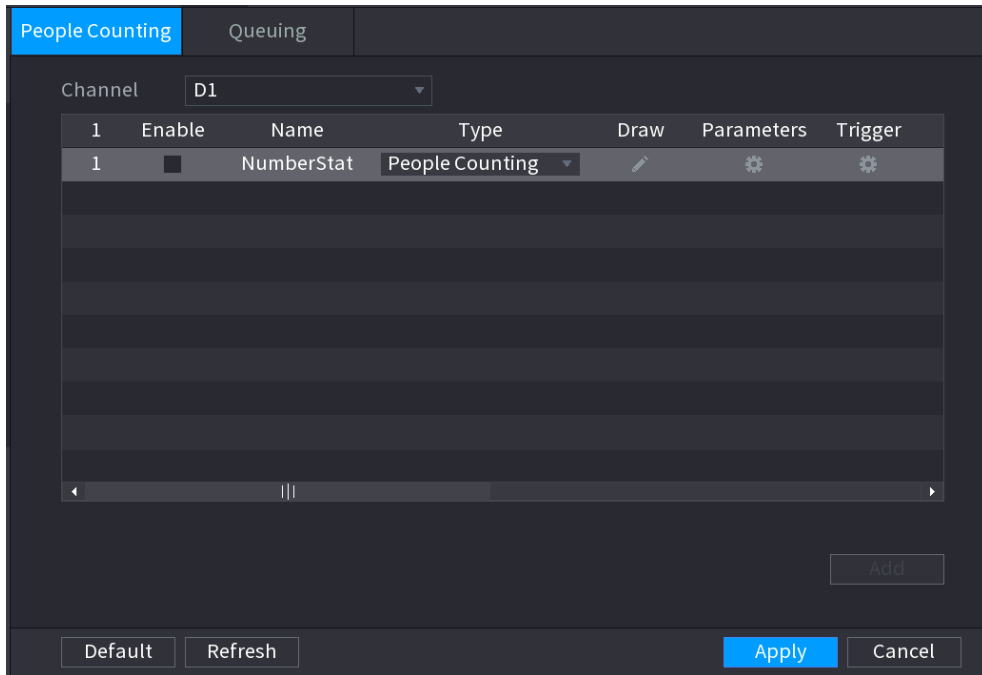 People Counting Queuing
Channel D1
1 Enable Name Type Draw Parameters Trigger
1 NumberStat People Counting
Add
Default Refresh Apply Cancel